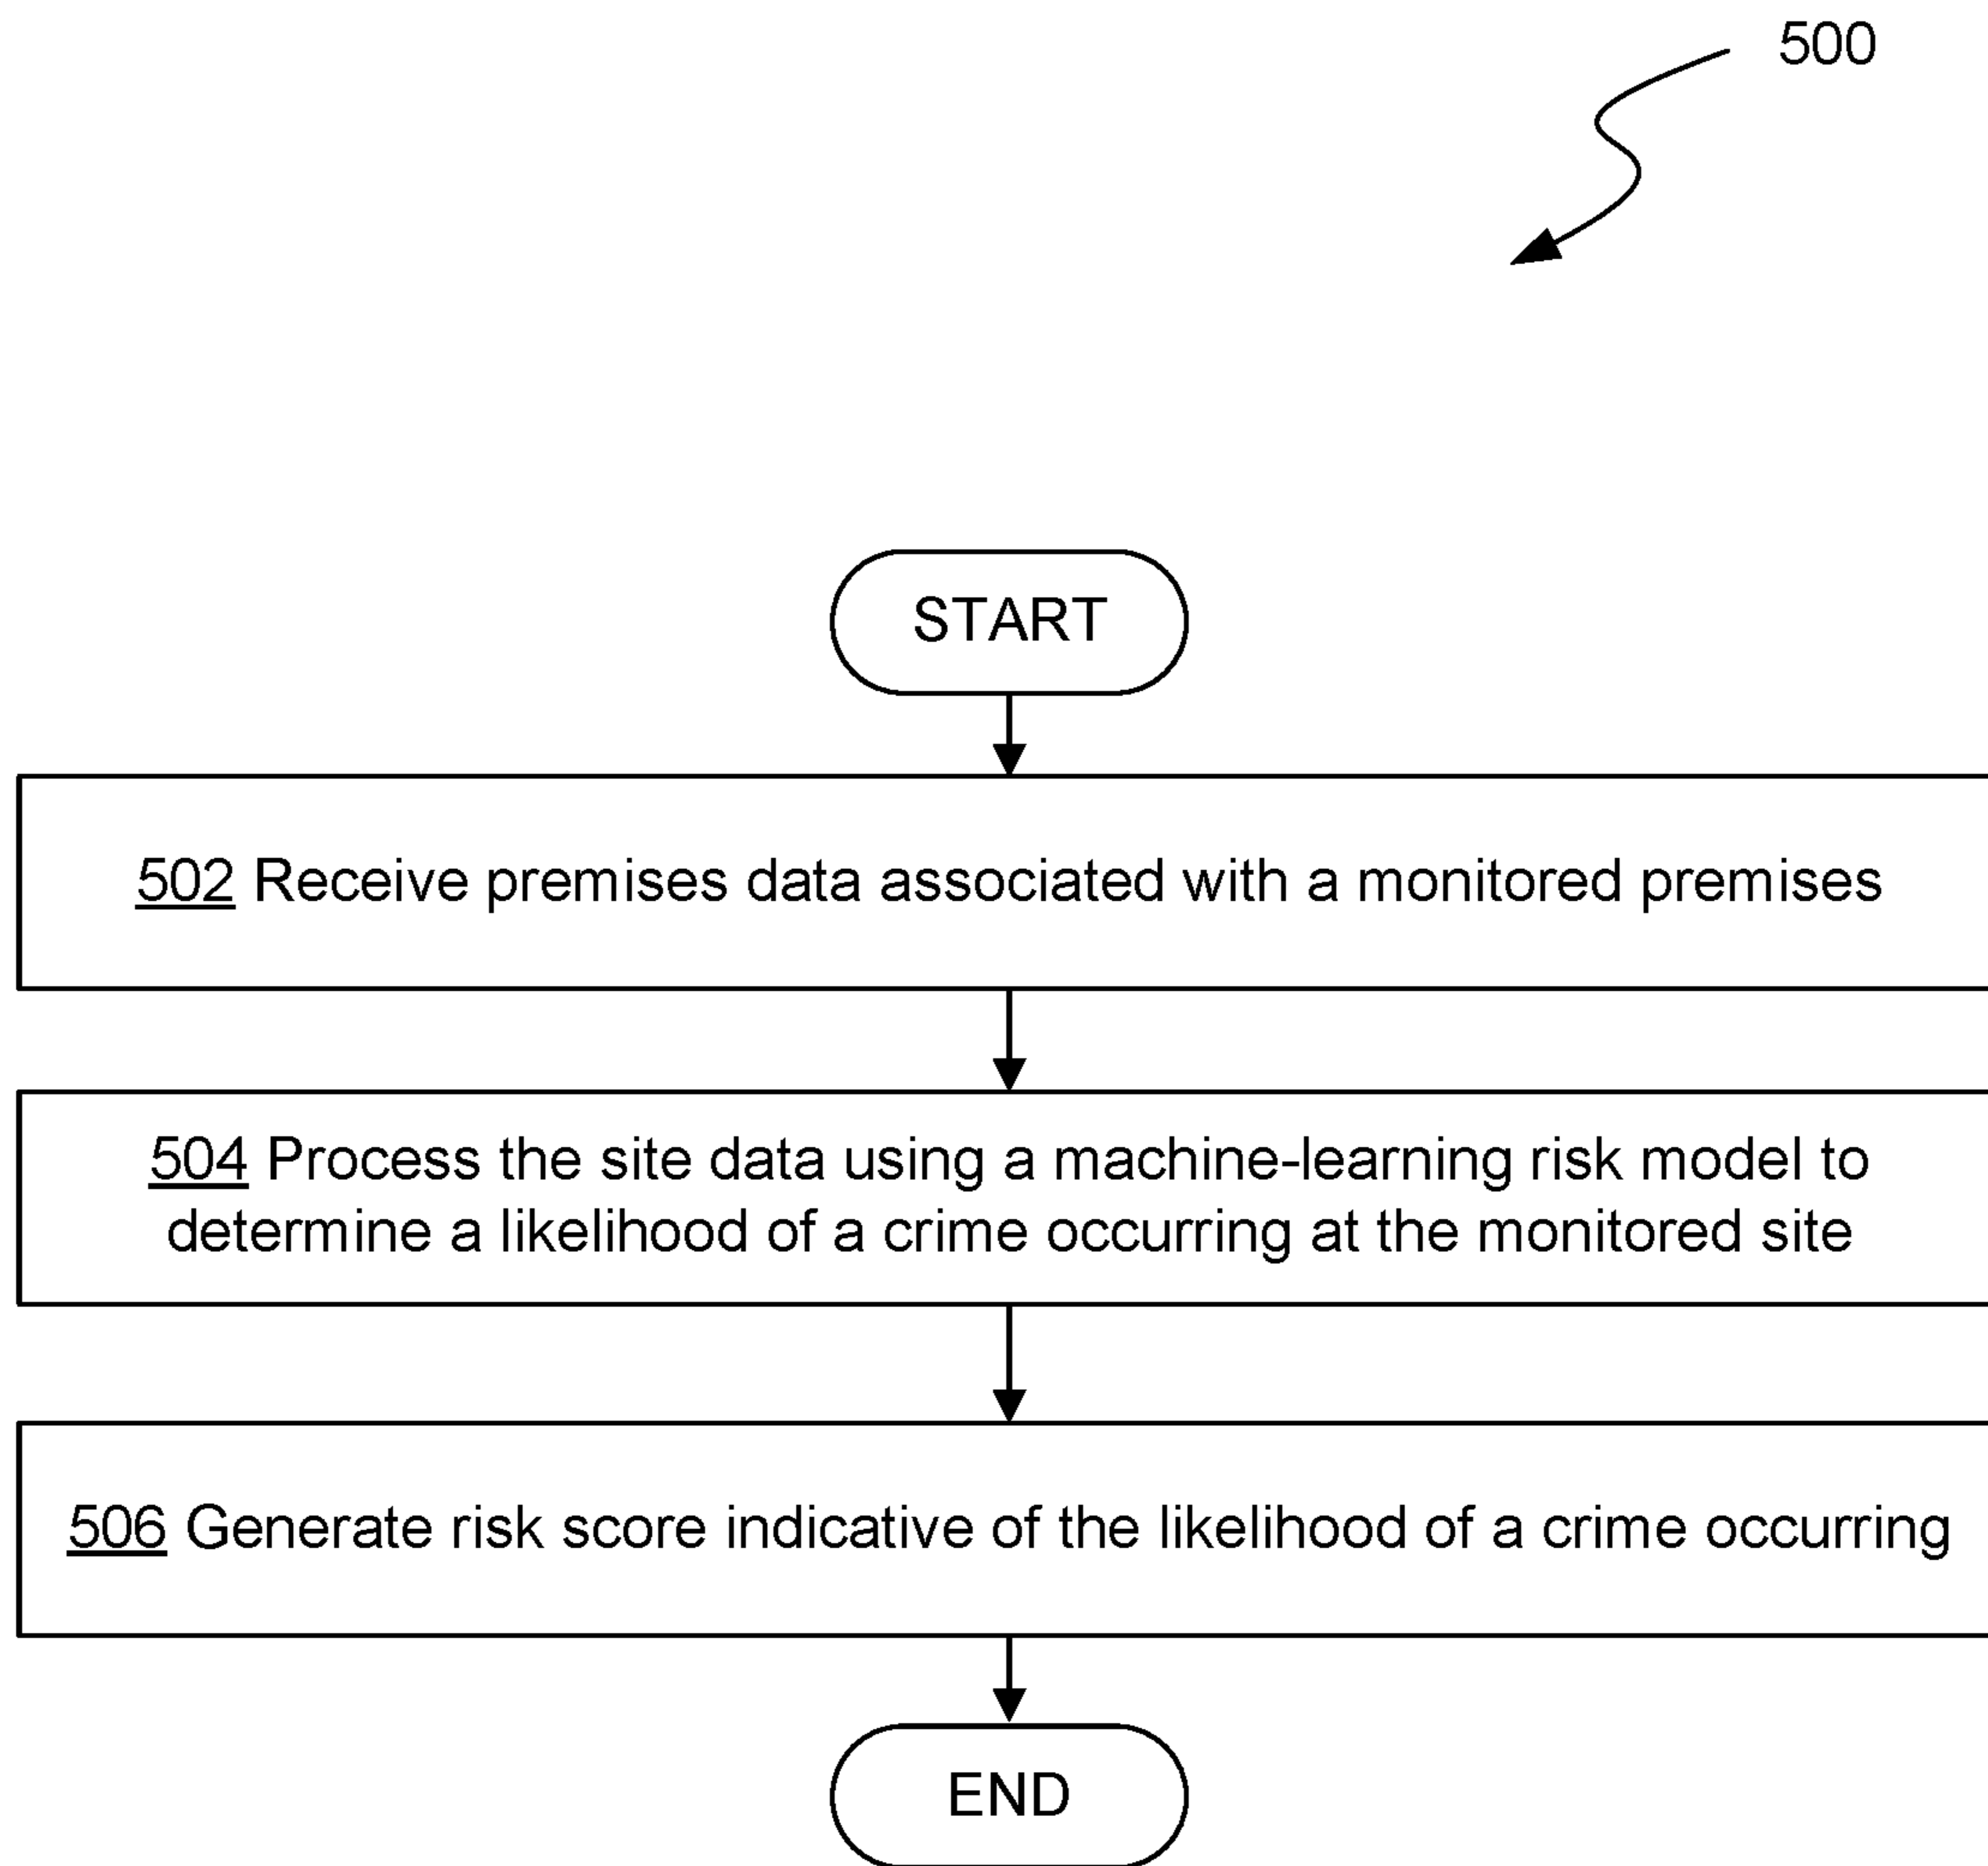 500
START
502 Receive premises data associated with a monitored premises
504 Process the site data using a machine-learning risk model to
determine a likelihood of a crime occurring at the monitored site
506 Generate risk score indicative of the likelihood of a crime occurring
END